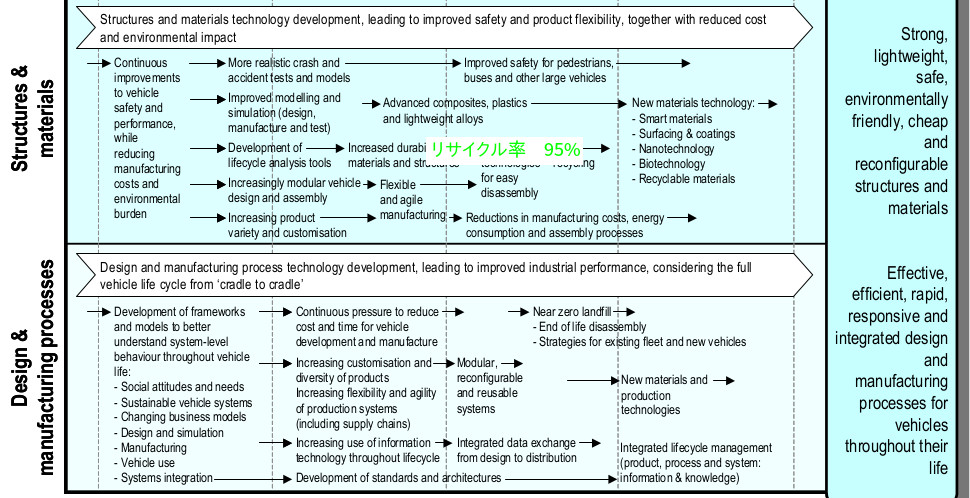 Structures &
materials
Structures and materials technology development, leading to improved safety and product flexibility, together with reduced cost
and environmental impact
Continuous
improvements
to vehicle
safety and
performance,
while
reducing
manufacturing
costs and
environmental
burden
More realistic crash and
accident tests and models
Improved modelling and
simulation (design,
manufacture and test)
Development of
lifecycle analysis tools
Increasingly modular vehicle
design and assembly
Increasing product
variety and customisation
Improved safety for pedestrians,
buses and other large vehicles
Advanced composites, plastics
and lightweight alloys
Increased
materials and
リサイクル率 95%
for easy
disassembly
Flexible
and agile
manufacturing
Reductions in manufacturing costs, energy
consumption and assembly processes
New materials technology:
- Smart materials
- Surfacing & coatings
- Nanotechnology
- Biotechnology
- Recyclable materials
Strong,
lightweight,
safe,
environmentally
friendly, cheap
and
reconfigurable
structures and
materials
Design &
manufacturing processes
Design and manufacturing process technology development, leading to improved industrial performance, considering the full
vehicle life cycle from ‘cradle to cradle’
Development of frameworks
and models to better
understand system-level
behaviour throughout vehicle
life:
- Social attitudes and needs
- Sustainable vehicle systems
- Changing business models
- Design and simulation
- Manufacturing
- Vehicle use
- Systems integration
Continuous pressure to reduce
cost and time for vehicle
development and manufacture
Increasing customisation and
diversity of products
Increasing flexibility and agility
of production systems
(including supply chains)
Increasing use of information
technology throughout lifecycle
Development of standards and architectures
Near zero landfill
- End of life disassembly
- Strategies for existing fleet and new vehicles
Modular,
reconfigurable
and reusable
systems
Integrated data exchange
from design to distribution
New materials and
production
technologies
Integrated lifecycle management
(product, process and system:
information & knowledge)
Effective,
efficient, rapid,
responsive and
integrated design
and
manufacturing
processes for
vehicles
throughout their
life